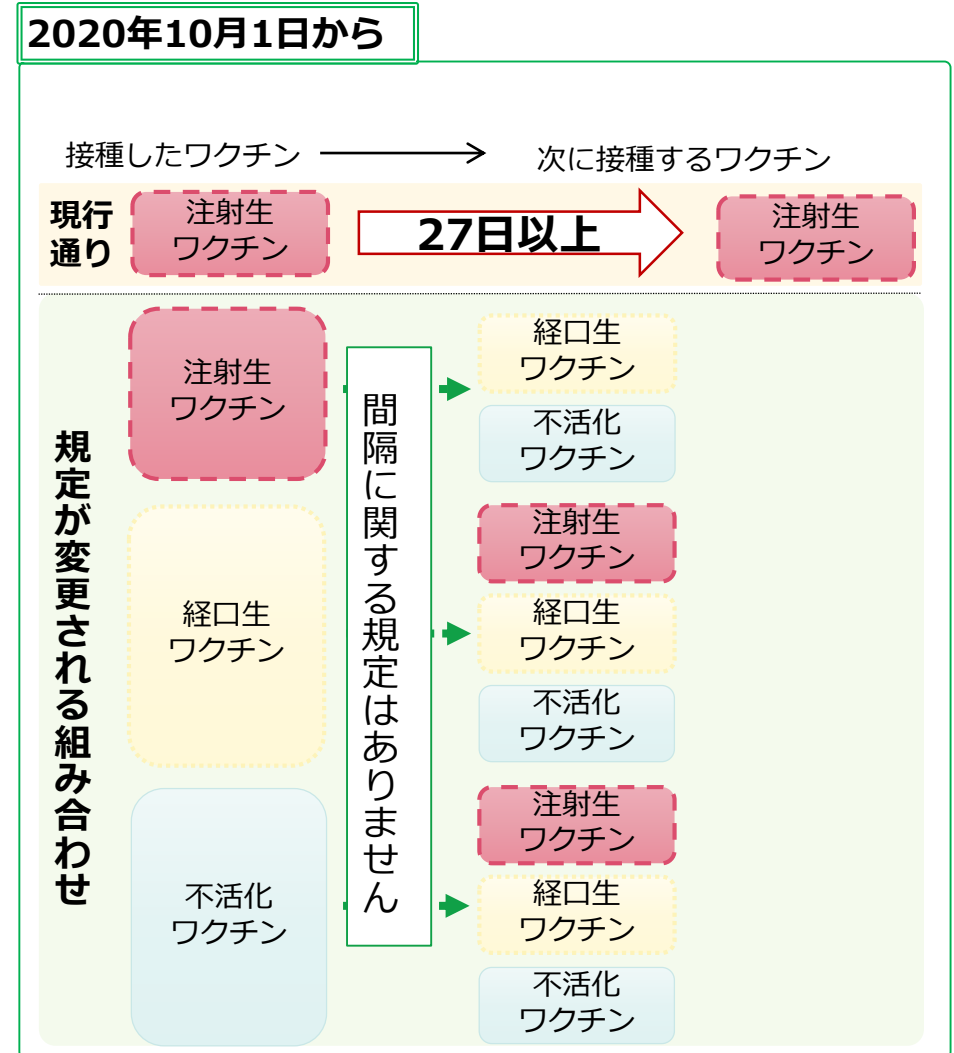 2020年10月1日から
接種したワクチン
次に接種するワクチン
現行
通り
注射生
ワクチン
27日以上
注射生
ワクチン
規定が変更される組み合わせ
注射生
ワクチン
間隔に関する規定はありません
経口生
ワクチン
不活化
ワクチン
経口生
ワクチン
注射生
ワクチン
経口生
ワクチン
不活化
ワクチン
不活化
ワクチン
注射生
ワクチン
経口生
ワクチン
不活化
ワクチン